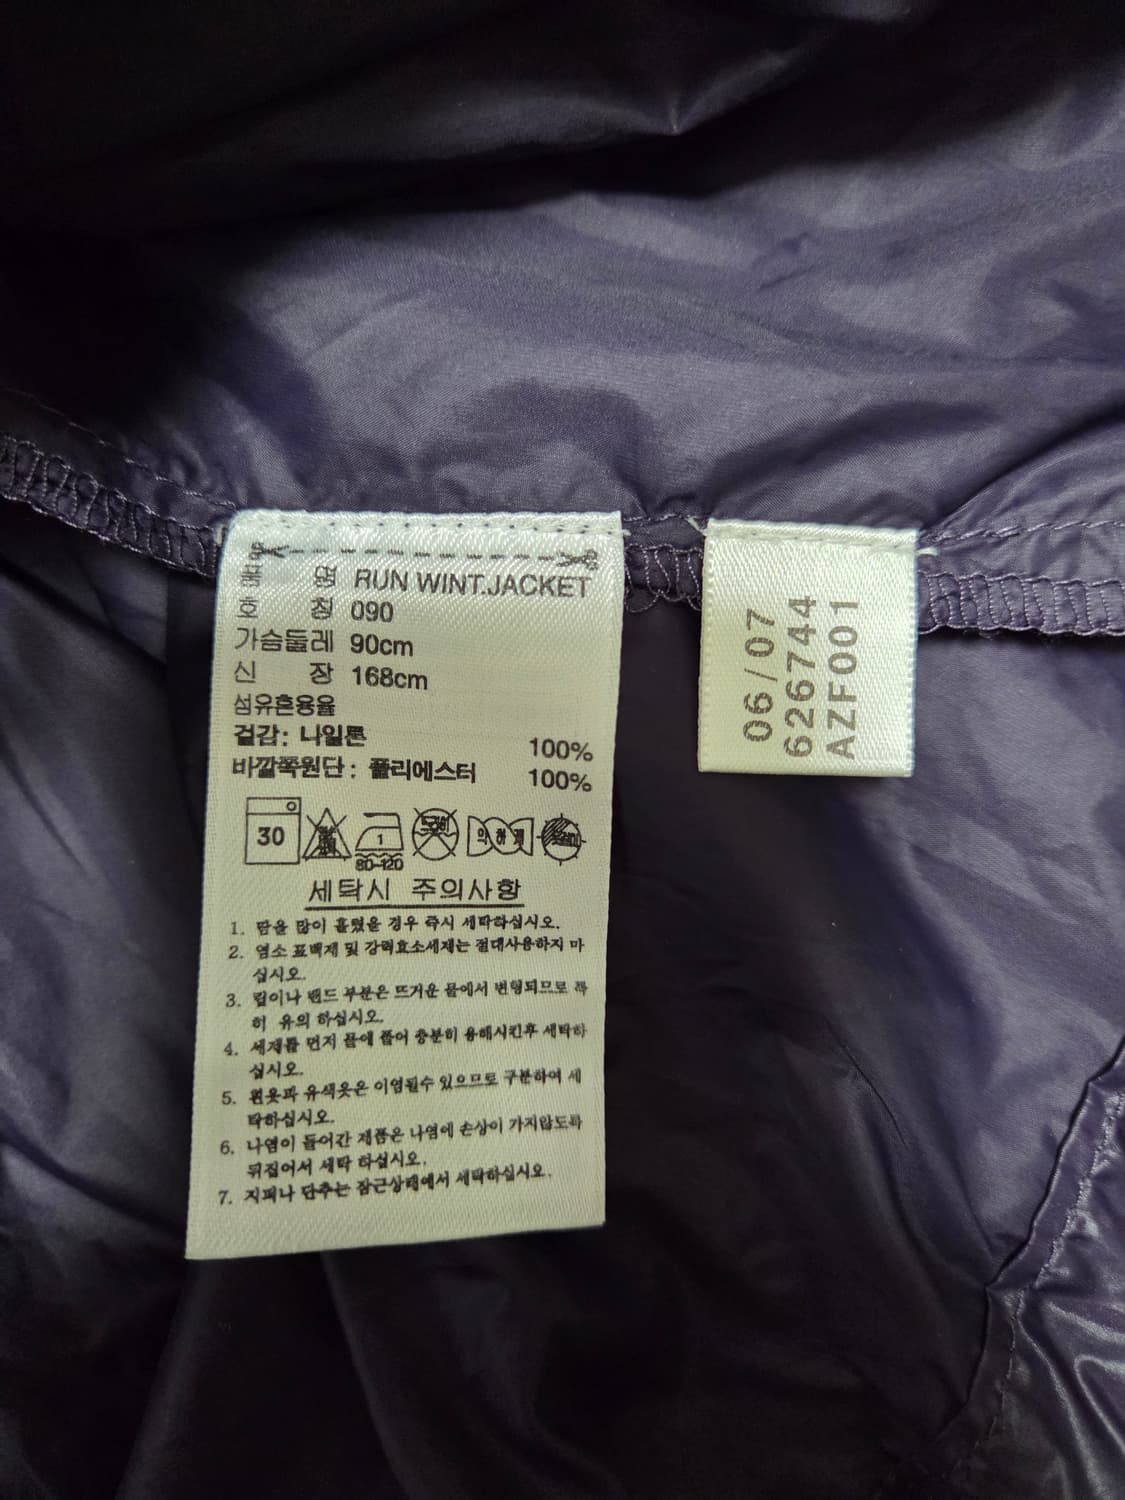 품 명 RUN WINT.JACKET
호 칭 090
가슴둘레 90cm
신 장 168cm
섬유혼용율
겉감: 나일론 100%
바깥쪽원단: 폴리에스터 100%
30
1
80-120
드라이
약하게
세탁시 주의사항
1. 땀을 많이 흘렸을 경우 즉시 세탁하십시오.
2. 염소 표백제 및 강력효소세제는 절대사용하지 마
십시오.
3. 깃이나 밴드 부분은 뜨거운 물에서 변형되므로 특
히 유의 하십시오.
4. 세제를 먼저 물에 풀어 충분히 용해시킨후 세탁하
십시오.
5. 흰옷과 유색옷은 이염될수 있으므로 구분하여 세
탁하십시오.
6. 나염이 들어간 제품은 나염에 손상이 가지않도록
뒤집어서 세탁 하십시오.
7. 지퍼나 단추는 잠근상태에서 세탁하십시오.
06/07
626744
AZF001